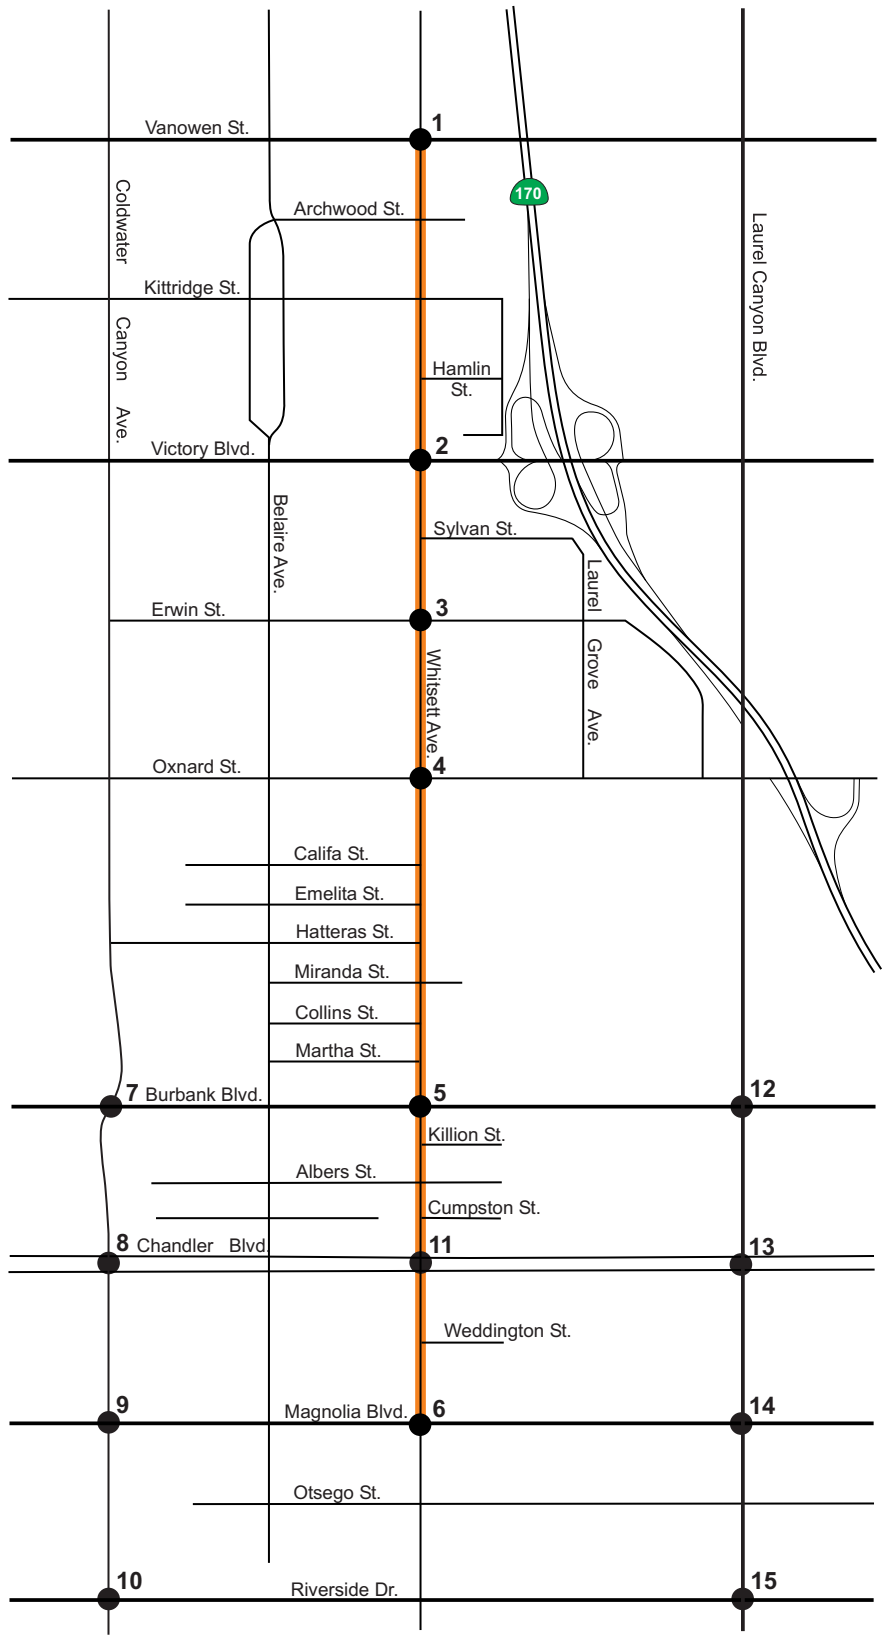 1
Vanowen St.
Coldwater Canyon Ave.
170
Archwood St.
Laurel Canyon Blvd.
Kittridge St.
Hamlin
St.
2
Victory Blvd.
Belaire Ave.
Sylvan St.
Laurel Grove Ave.
3
Erwin St.
Whitsett Ave.
4
Oxnard St.
Califa St.
Emelita St.
Hatteras St.
Miranda St.
Collins St.
Martha St.
7 Burbank Blvd.
5
12
Killion St.
Albers St.
Cumpston St.
8 Chandler Blvd.
11
13
Weddington St.
9
Magnolia Blvd.
6
14
Otsego St.
10
Riverside Dr.
15